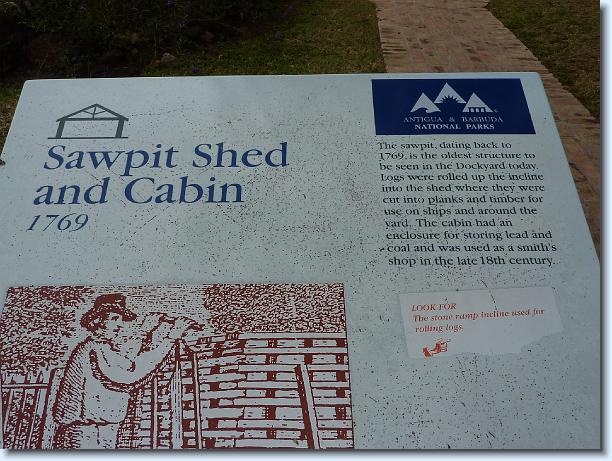 ANTIGUA & BARBUDA
NATIONAL PARKS
Sawpit Shed
and Cabin
1769
The sawpit, dating back to
1769, is the oldest structure to
be seen in the Dockyard today.
Logs were rolled up the incline
into the shed where they were
cut into planks and timber for
use on ships and around the
yard. The cabin had an
enclosure for storing lead and
coal and was used as a smith's
shop in the late 18th century.
LOOK FOR
The stone ramp incline used for
rolling logs.